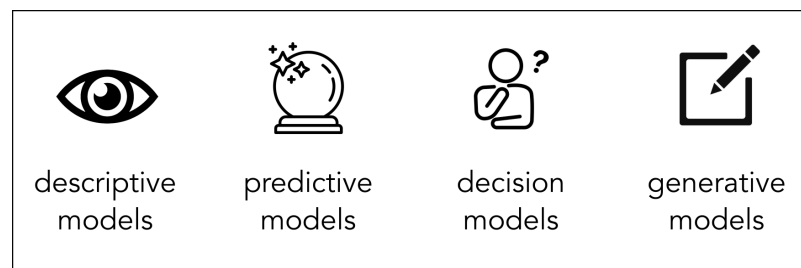 ?
descriptive models
predictive models
decision models
generative models